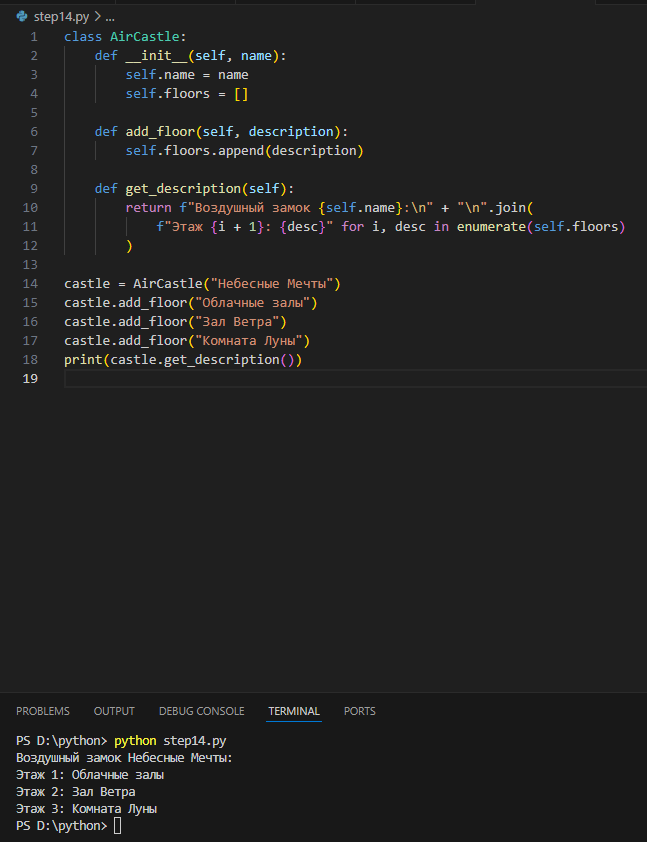 step14.py > ...
1 class AirCastle:
2     def __init__(self, name):
3         self.name = name
4         self.floors = []
5
6     def add_floor(self, description):
7         self.floors.append(description)
8
9     def get_description(self):
10         return f"Воздушный замок {self.name}:\n" + "\n".join(
11             f"Этаж {i + 1}: {desc}" for i, desc in enumerate(self.floors)
12         )
13
14 castle = AirCastle("Небесные Мечты")
15 castle.add_floor("Облачные залы")
16 castle.add_floor("Зал Ветра")
17 castle.add_floor("Комната Луны")
18 print(castle.get_description())
19
PROBLEMS OUTPUT DEBUG CONSOLE TERMINAL PORTS
PS D:\python> python step14.py
Воздушный замок Небесные Мечты:
Этаж 1: Облачные залы
Этаж 2: Зал Ветра
Этаж 3: Комната Луны
PS D:\python>